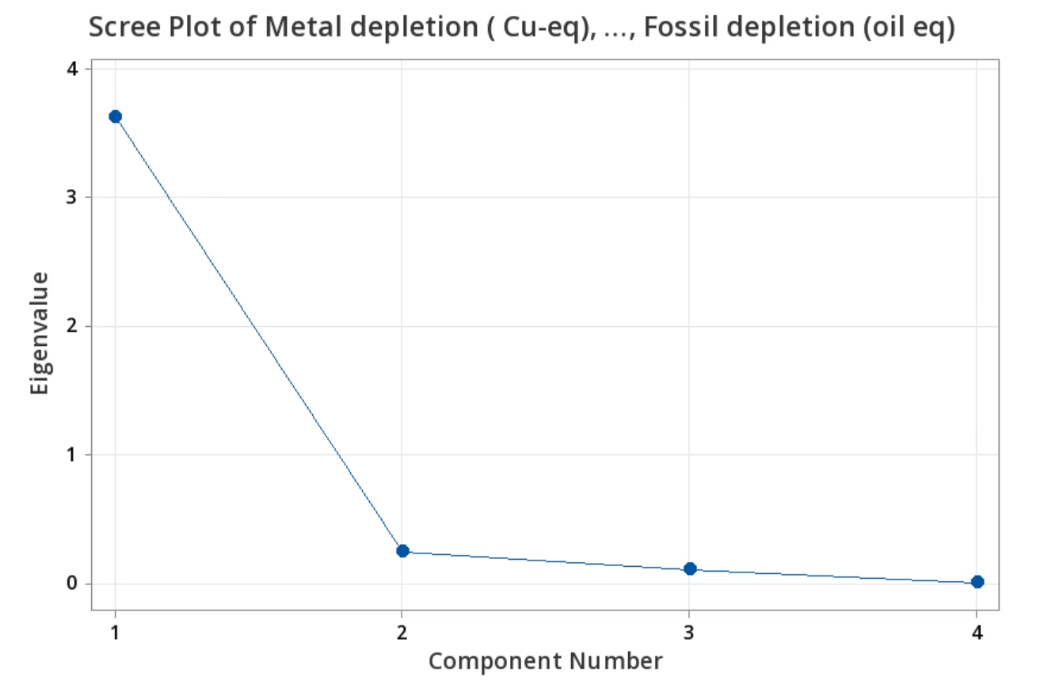 Scree Plot of Metal depletion ( Cu-eq), ..., Fossil depletion (oil eq)
4
3
2
1
0
Eigenvalue
1 2 3 4
Component Number